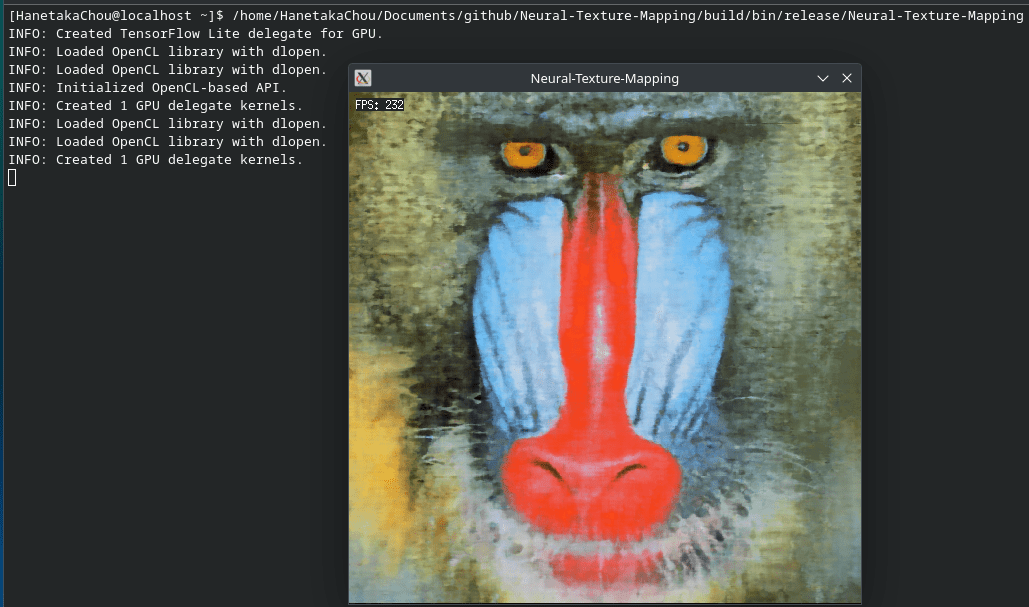 [HanetakaChou@localhost ~]$ /home/HanetakaChou/Documents/github/Neural-Texture-Mapping/build/bin/release/Neural-Texture-Mapping
INFO: Created TensorFlow Lite delegate for GPU.
INFO: Loaded OpenCL library with dlopen.
INFO: Loaded OpenCL library with dlopen.
INFO: Initialized OpenCL-based API.
INFO: Created 1 GPU delegate kernels.
INFO: Loaded OpenCL library with dlopen.
INFO: Loaded OpenCL library with dlopen.
INFO: Created 1 GPU delegate kernels.
Neural-Texture-Mapping
FPS: 232